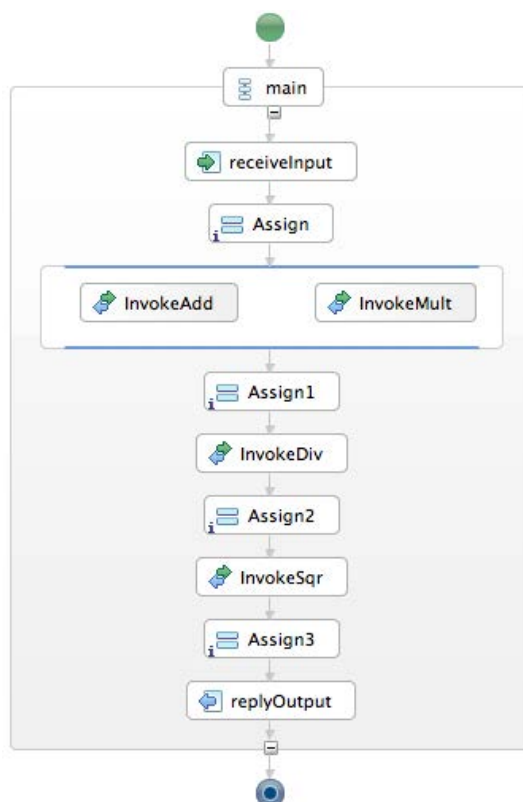 main
receiveInput
Assign
InvokeAdd
InvokeMult
Assign1
InvokeDiv
Assign2
InvokeSqr
Assign3
replyOutput